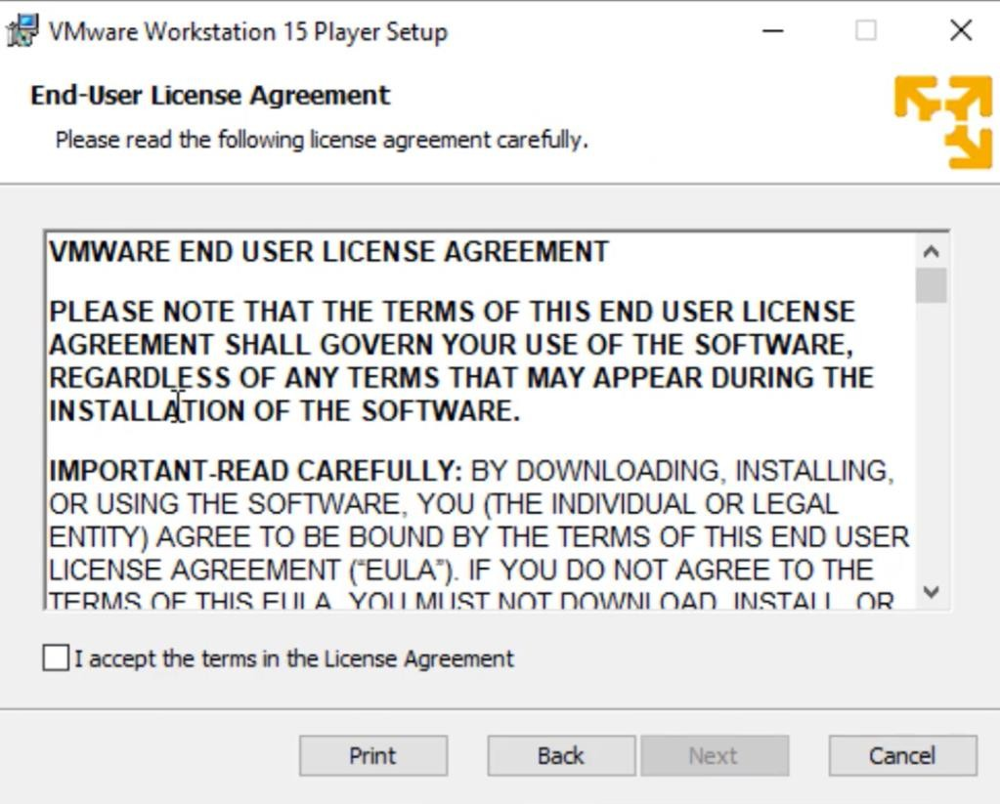 VMware Workstation 15 Player Setup
End-User License Agreement
Please read the following license agreement carefully.
VMWARE END USER LICENSE AGREEMENT
PLEASE NOTE THAT THE TERMS OF THIS END USER LICENSE
AGREEMENT SHALL GOVERN YOUR USE OF THE SOFTWARE,
REGARDLESS OF ANY TERMS THAT MAY APPEAR DURING THE
INSTALLATION OF THE SOFTWARE.
IMPORTANT-READ CAREFULLY: BY DOWNLOADING, INSTALLING,
OR USING THE SOFTWARE, YOU (THE INDIVIDUAL OR LEGAL
ENTITY) AGREE TO BE BOUND BY THE TERMS OF THIS END USER
LICENSE AGREEMENT (“EULA”). IF YOU DO NOT AGREE TO THE
TERMS OF THIS EULA, YOU MUST NOT DOWNLOAD, INSTALL, OR
I accept the terms in the License Agreement
Print Back Next Cancel